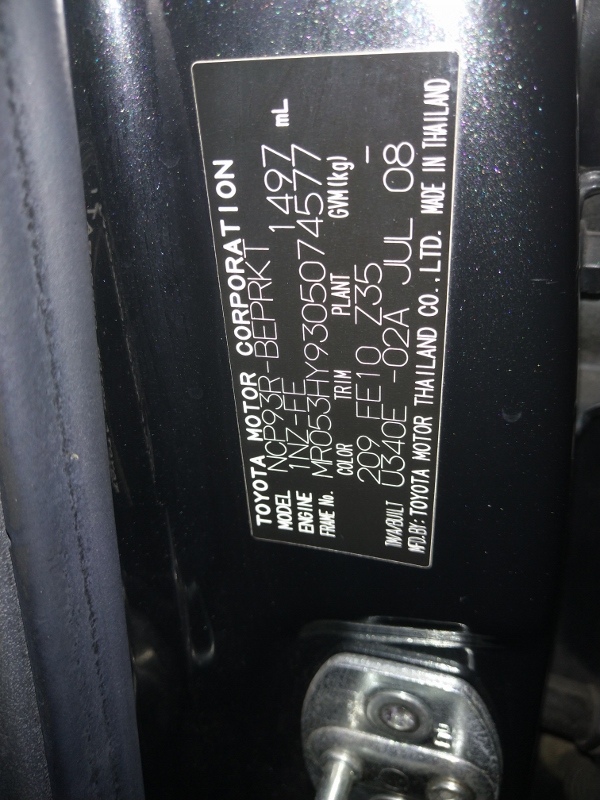 TOYOTA MOTOR CORPORATION
MODEL NCP93R-BEPRKT
ENGINE 1NZ-FE 1497 mL
FRAME No. MR053HY9305074577
COLOR TRIM PLANT GVM(kg)
209 FE10 Z35 -
TM/A/BUILT U340E -02A JUL 08
MFD.BY: TOYOTA MOTOR THAILAND CO.,LTD. MADE IN THAILAND